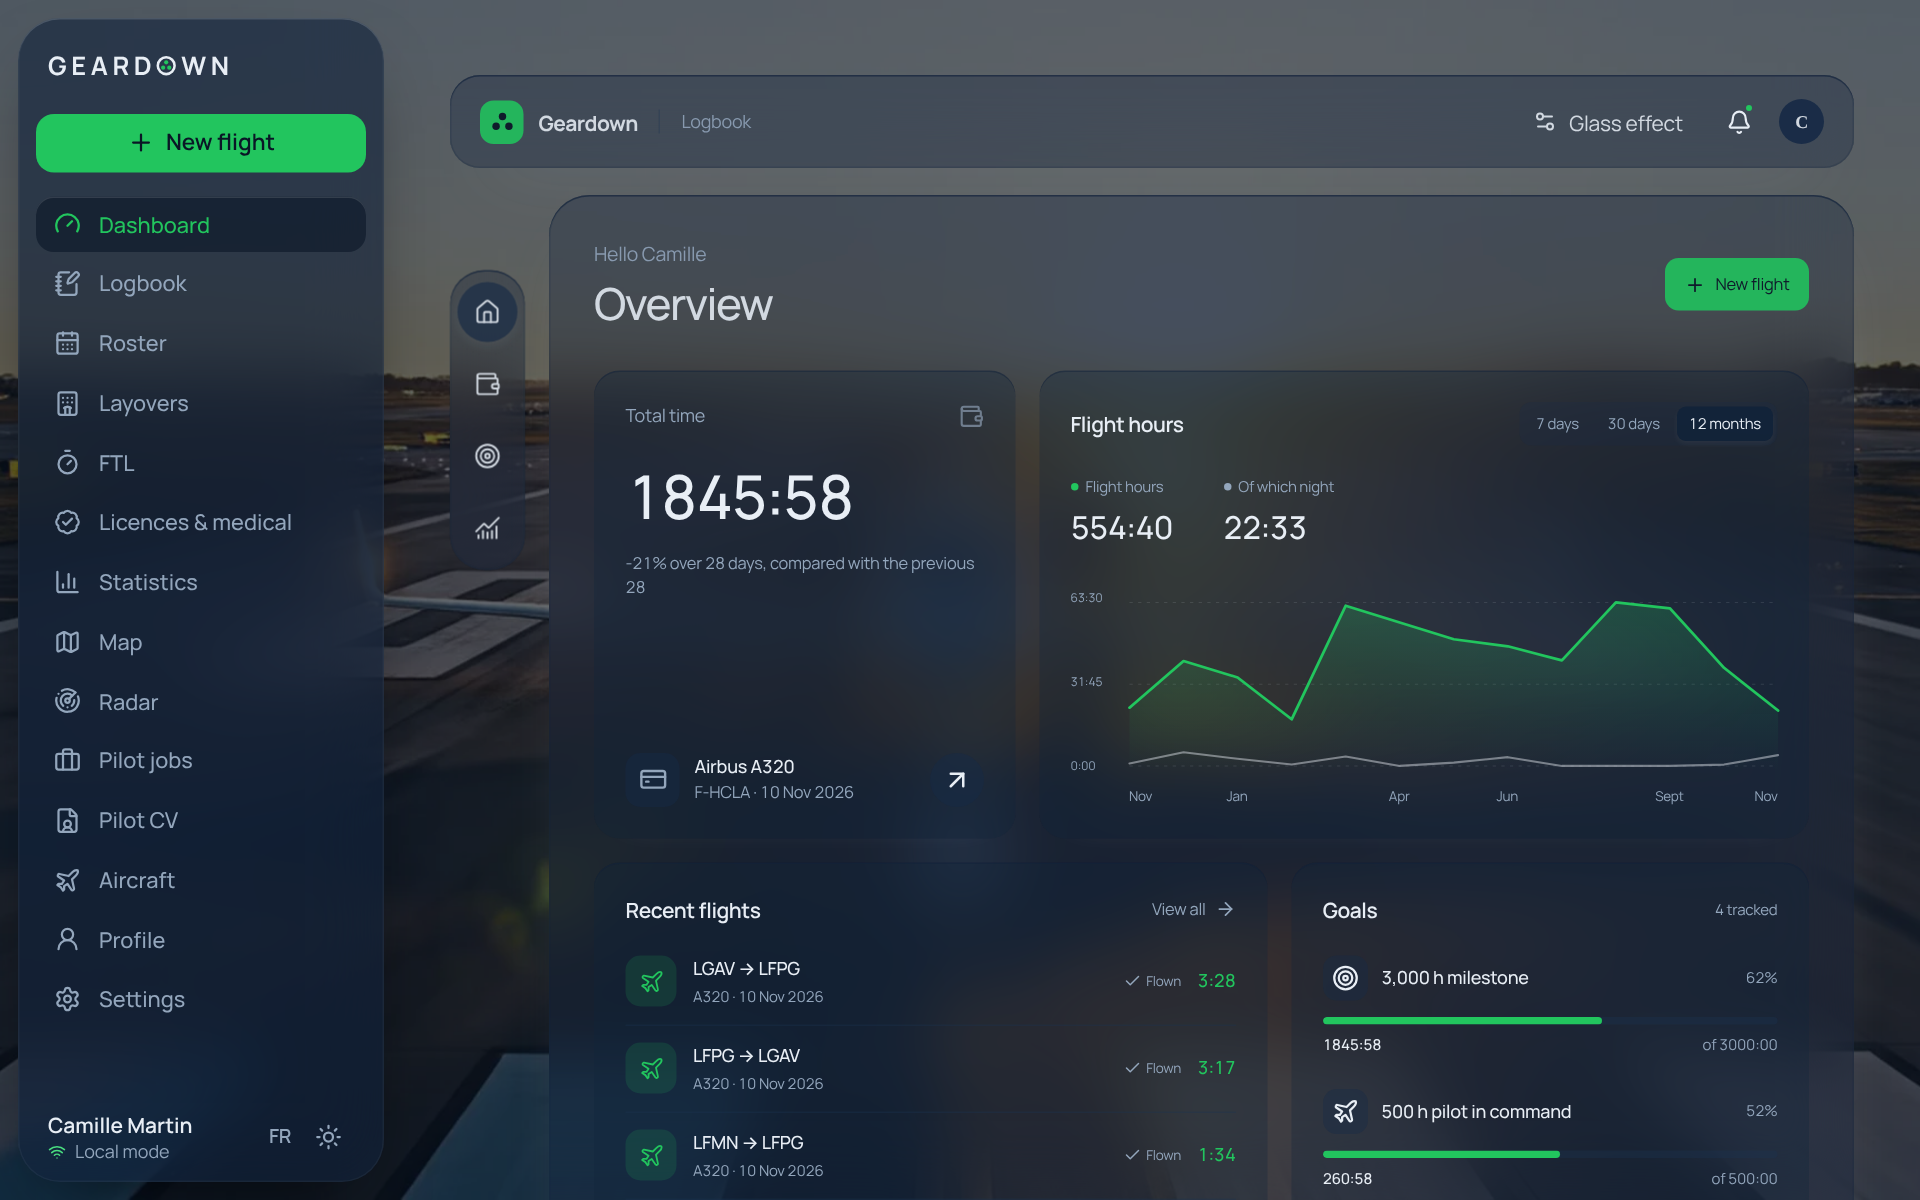 GEARDOWN
New flight
Dashboard
Logbook
Roster
Layovers
FTL
Licences & medical
Statistics
Map
Radar
Pilot jobs
Pilot CV
Aircraft
Profile
Settings
Camille Martin
Local mode
FR
Geardown
Logbook
Glass effect
C
Hello Camille
Overview
New flight
Total time
1845:58
-21% over 28 days, compared with the previous
28
Airbus A320
F-HCLA · 10 Nov 2026
Flight hours
7 days
30 days
12 months
Flight hours
554:40
Of which night
22:33
63:30
31:45
0:00
Nov
Jan
Apr
Jun
Sept
Nov
Recent flights
View all
LGAV → LFPG
A320 · 10 Nov 2026
Flown
3:28
LFPG → LGAV
A320 · 10 Nov 2026
Flown
3:17
LFMN → LFPG
A320 · 10 Nov 2026
Flown
1:34
Goals
4 tracked
3,000 h milestone
62%
1845:58
of 3000:00
500 h pilot in command
52%
260:58
of 500:00